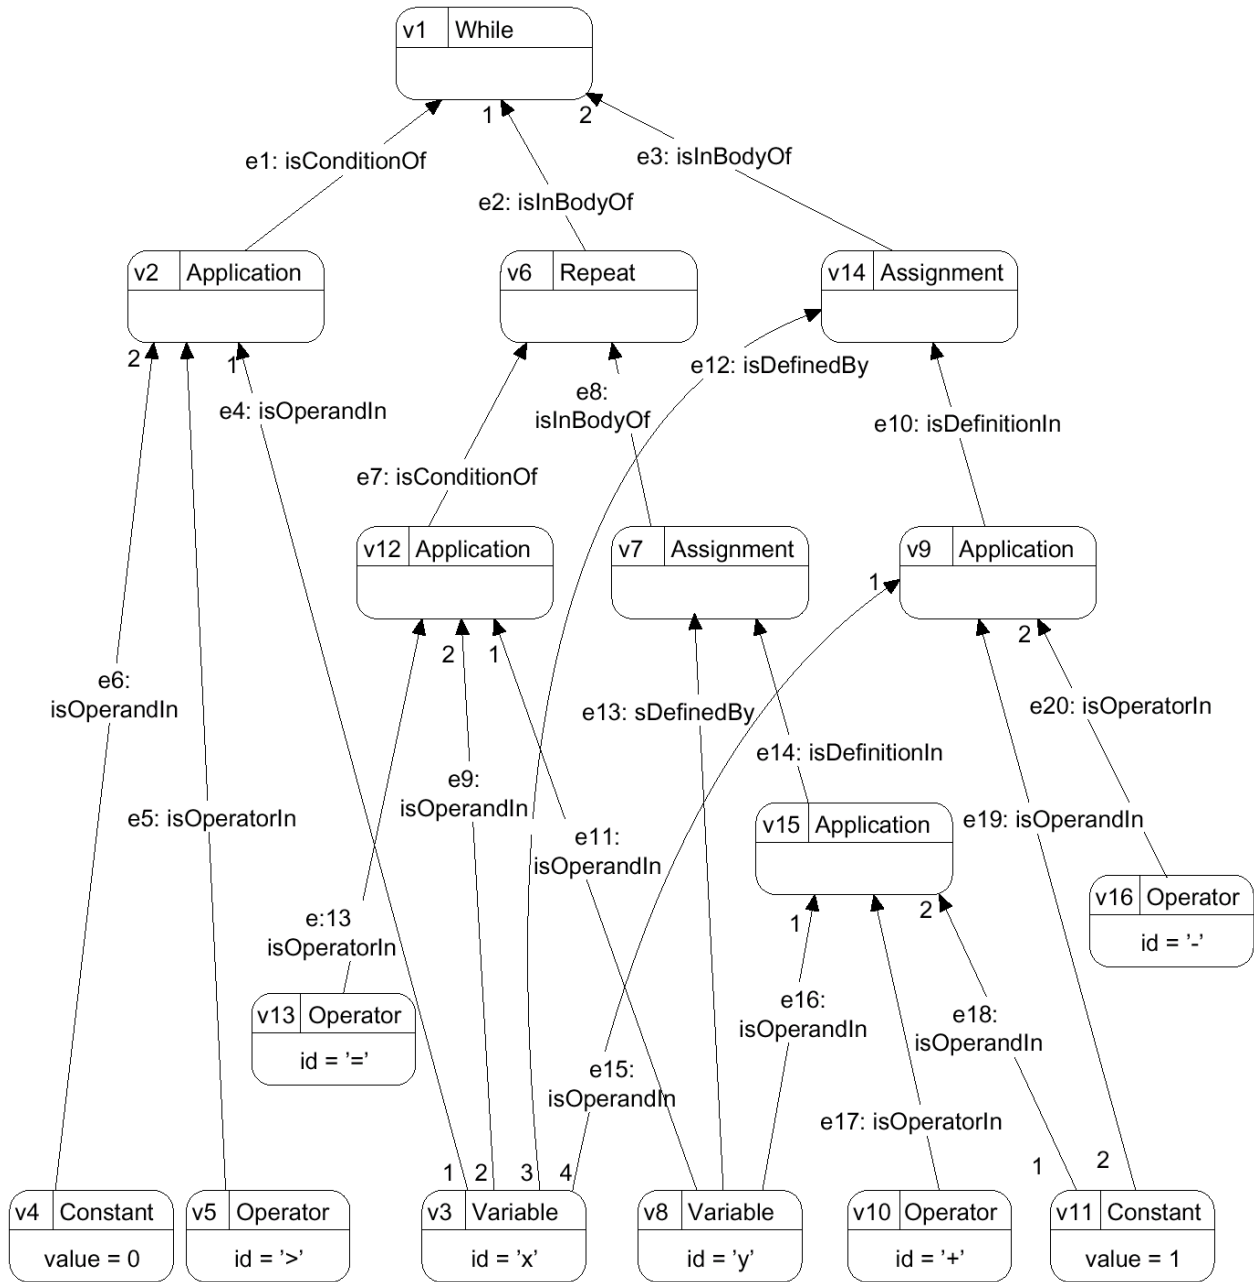 v1 While
1
2
e1: isConditionOf
e3: isInBodyOf
e2: isInBodyOf
v2 Application
v6 Repeat
v14 Assignment
2
1
e12: isDefinedBy
e8:
isInBodyOf
e4: isOperandIn
e10: isDefinitionIn
e7: isConditionOf
v12 Application
v7 Assignment
v9 Application
1
2
1
2
e6:
isOperandIn
e13: sDefinedBy
e20: isOperatorIn
e14: isDefinitionIn
e9:
isOperandIn
e5: isOperatorIn
e11:
isOperandIn
v15 Application
e19: isOperandIn
v16 Operator
id = '-'
e:13
isOperatorIn
1
2
v13 Operator
id = '='
e16:
isOperandIn
e18:
isOperandIn
e15:
isOperandIn
e17: isOperatorIn
1
2
3
4
1
2
v4 Constant
value = 0
v5 Operator
id = '>'
v3 Variable
id = 'x'
v8 Variable
id = 'y'
v10 Operator
id = '+'
v11 Constant
value = 1